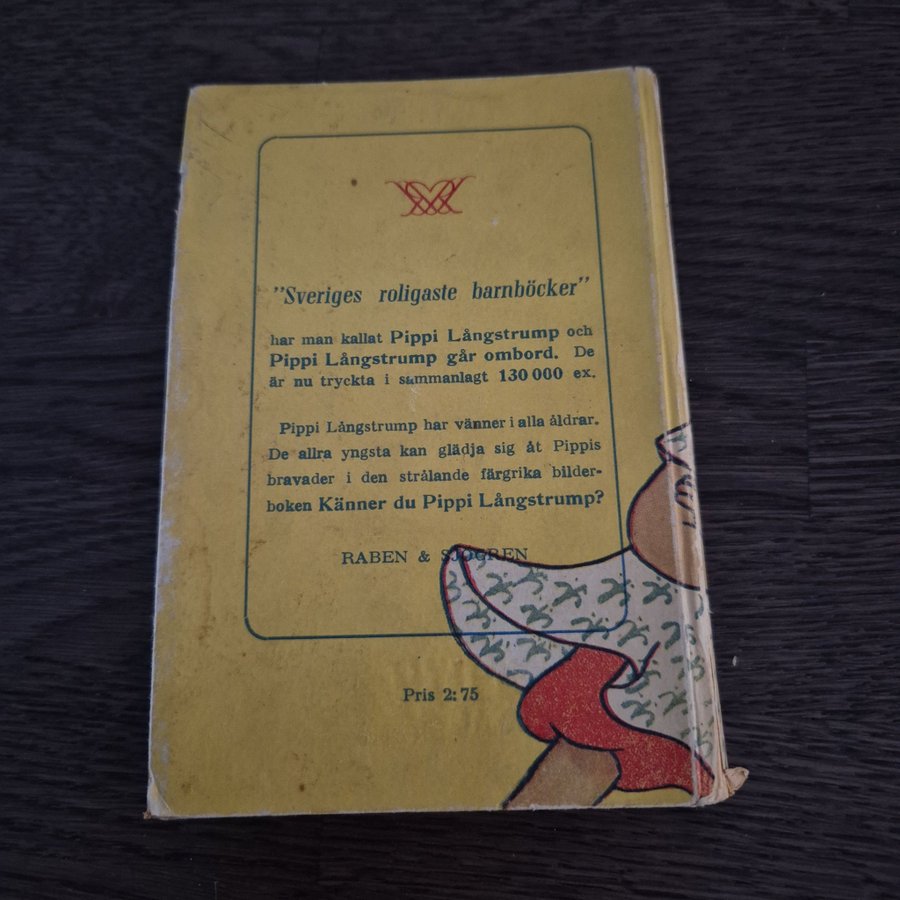 "Sveriges roligaste barnböcker"
har man kallat Pippi Långstrump och
Pippi Långstrump går ombord. De
är nu tryckta i sammanlagt 130 000 ex.
Pippi Långstrump har vänner i alla åldrar.
De allra yngsta kan glädja sig åt Pippis
bravader i den strålande färgrika bilder-
boken Känner du Pippi Långstrump?
RABEN & SJÖGREN
Pris 2:75